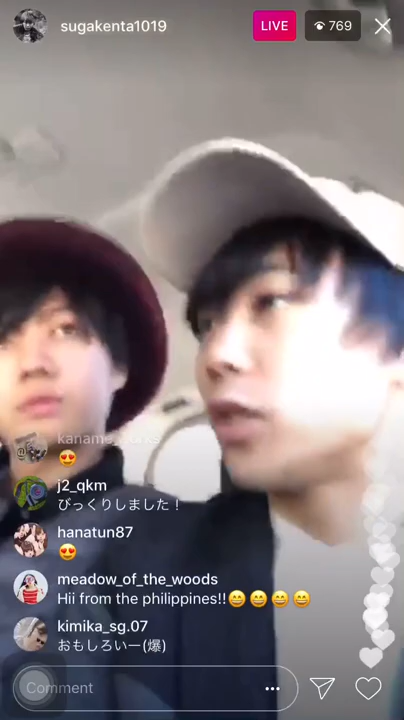 sugakenta1019
LIVE
769
😍
j2_qkm
びっくりしました！
hanatun87
😍
meadow_of_the_woods
Hii from the philippines!!😄😄😄😄
kimika_sg.07
おもしろいー(爆)
Comment